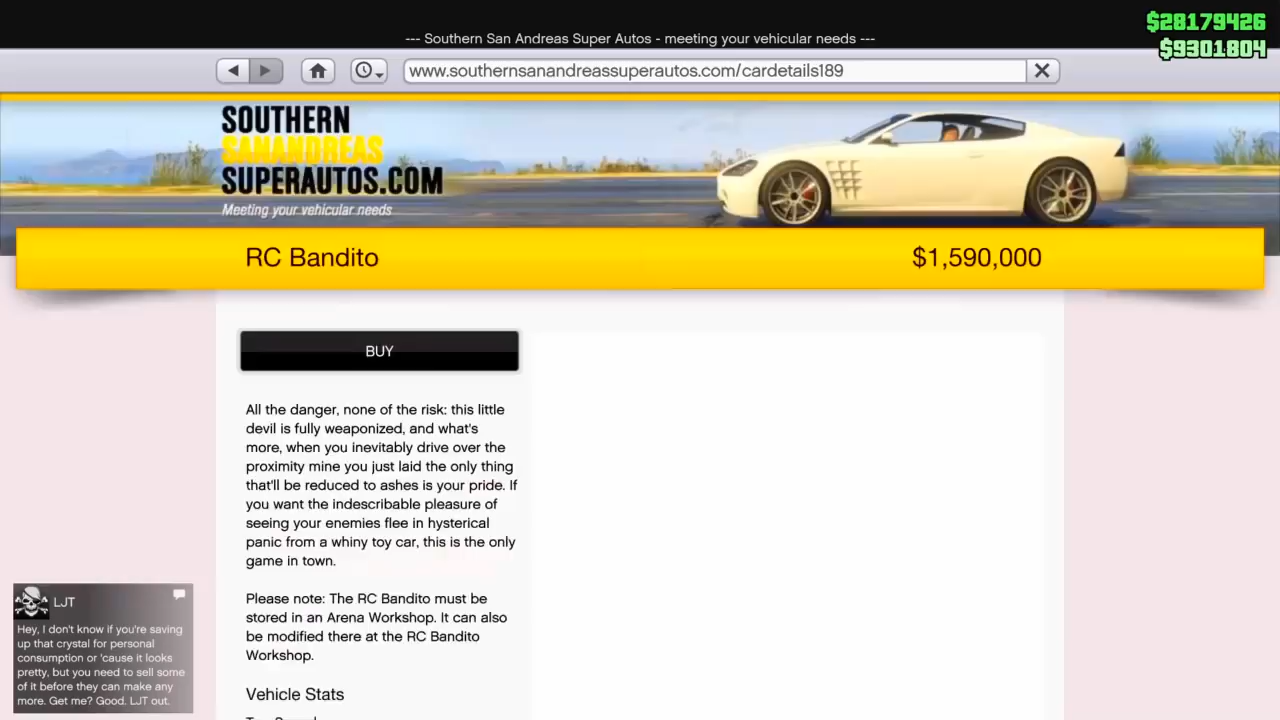 $28179426
--- Southern San Andreas Super Autos - meeting your vehicular needs ---
$9301804
www.southernsanandreassuperautos.com/cardetails189
SOUTHERN
SANANDREAS
SUPERAUTOS.COM
Meeting your vehicular needs
RC Bandito
$1,590,000
BUY
All the danger, none of the risk: this little
devil is fully weaponized, and what's
more, when you inevitably drive over the
proximity mine you just laid the only thing
that'll be reduced to ashes is your pride. If
you want the indescribable pleasure of
seeing your enemies flee in hysterical
panic from a whiny toy car, this is the only
game in town.
Please note: The RC Bandito must be
stored in an Arena Workshop. It can also
be modified there at the RC Bandito
Workshop.
Vehicle Stats
LJT
Hey, I don't know if you're saving
up that crystal for personal
consumption or 'cause it looks
pretty, but you need to sell some
of it before they can make any
more. Get me? Good. LJT out.